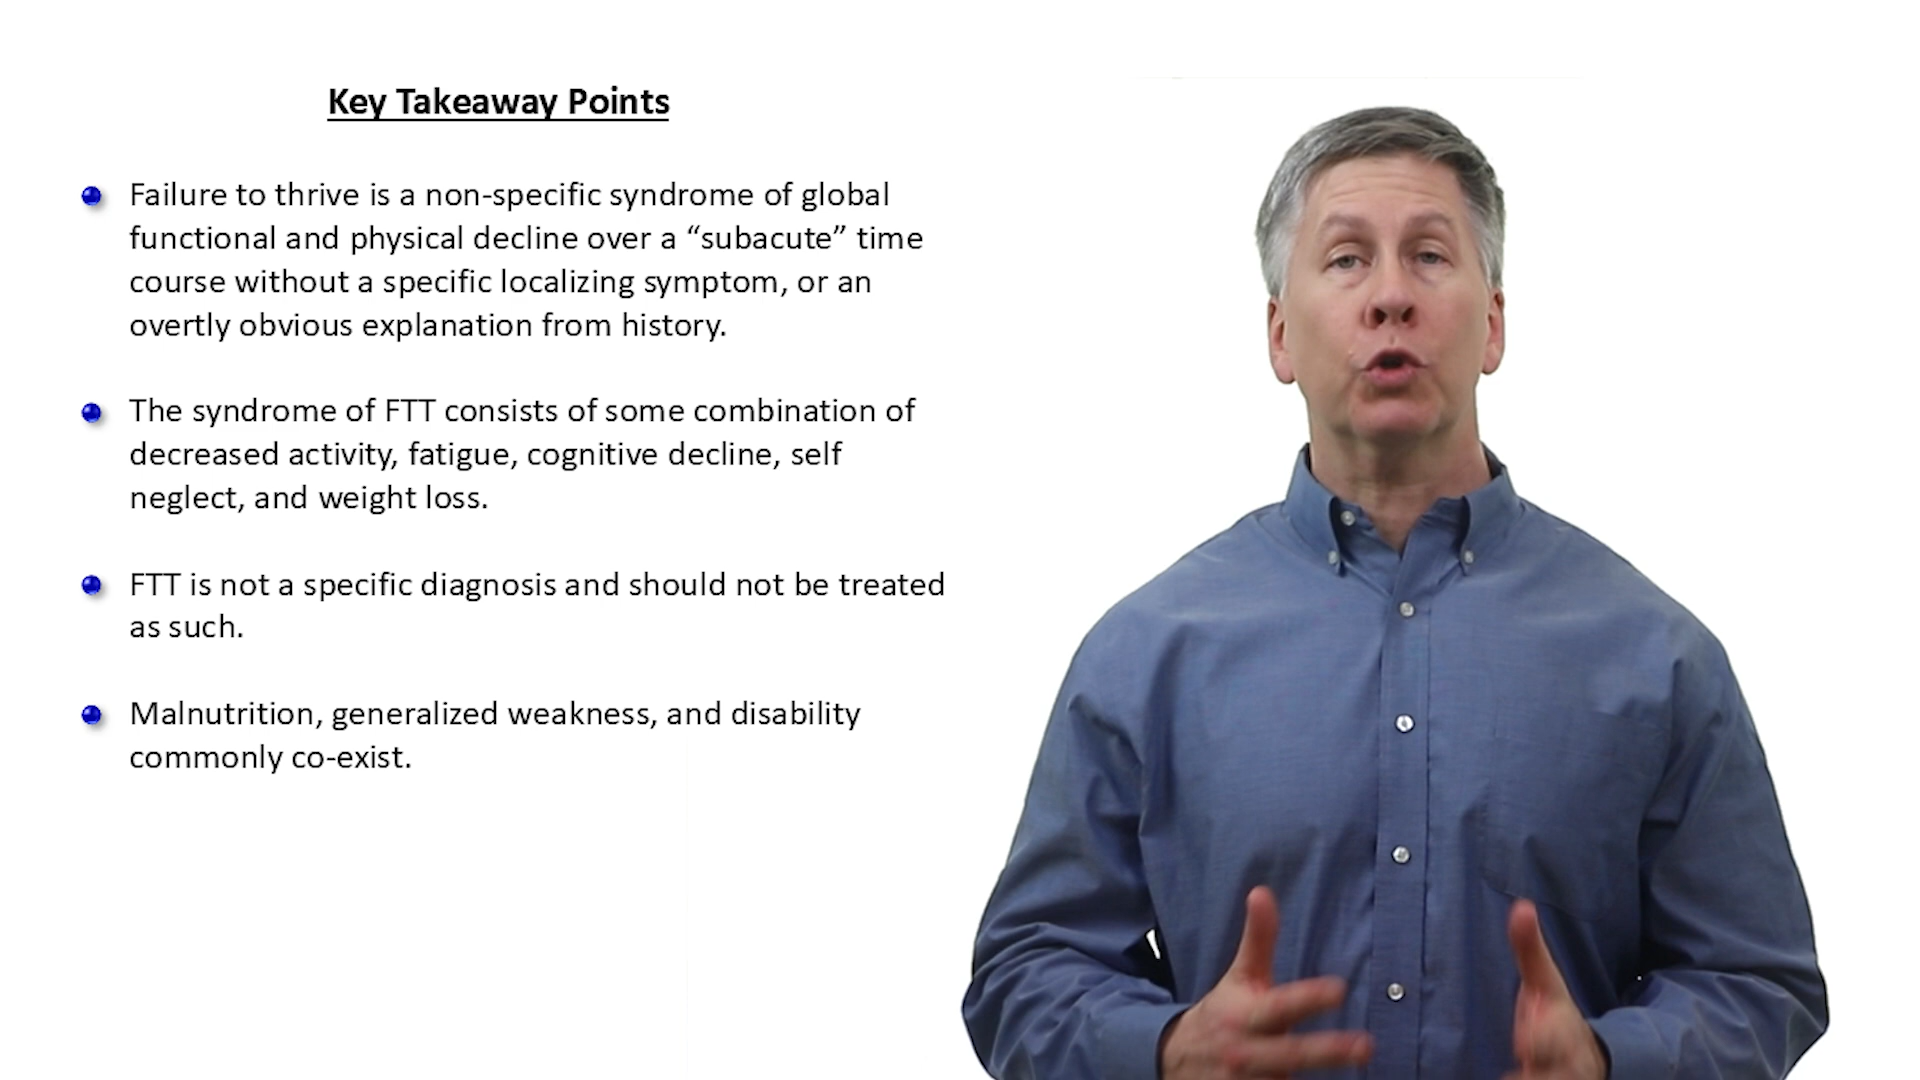 Key Takeaway Points
Failure to thrive is a non-specific syndrome of global
functional and physical decline over a “subacute” time
course without a specific localizing symptom, or an
overtly obvious explanation from history.
The syndrome of FTT consists of some combination of
decreased activity, fatigue, cognitive decline, self
neglect, and weight loss.
FTT is not a specific diagnosis and should not be treated
as such.
Malnutrition, generalized weakness, and disability
commonly co-exist.